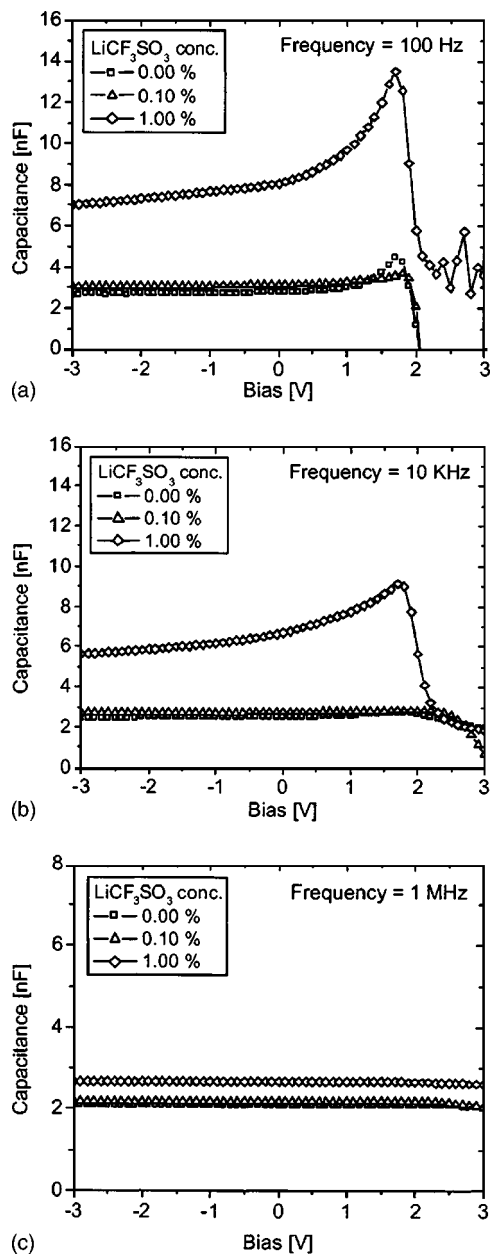 16
14
12
10
8
6
4
2
0
Capacitance [nF]
LiCF₃SO₃ conc.
0.00 %
0.10 %
1.00 %
Frequency = 100 Hz
-3 -2 -1 0 1 2 3
Bias [V]
(a)
16
14
12
10
8
6
4
2
0
Capacitance [nF]
LiCF₃SO₃ conc.
0.00 %
0.10 %
1.00 %
Frequency = 10 KHz
-3 -2 -1 0 1 2 3
Bias [V]
(b)
8
6
4
2
0
Capacitance [nF]
LiCF₃SO₃ conc.
0.00 %
0.10 %
1.00 %
Frequency = 1 MHz
-3 -2 -1 0 1 2 3
Bias [V]
(c)